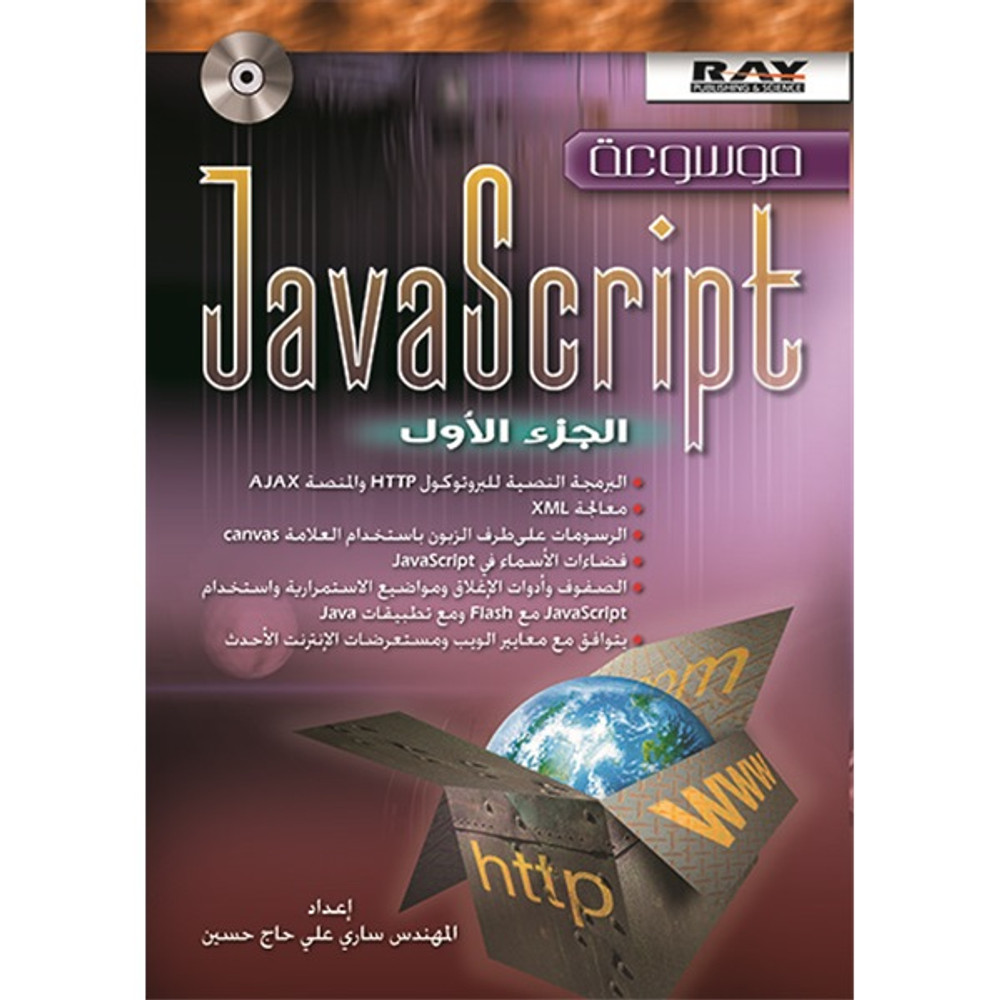 RAY
PUBLISHING & SCIENCE
موسوعة
JavaScript
الجزء الأول
البرمجة النصية للبروتوكول HTTP والمنصة AJAX
معالجة XML
الرسومات على طرف الزبون باستخدام العلامة canvas
فضاءات الأسماء في JavaScript
الصفوف وأدوات الإغلاق ومواضيع الاستمرارية واستخدام
JavaScript مع Flash ومع تطبيقات Java
يتوافق مع معايير الويب ومستعرضات الإنترنت الأحدث
www
www
http
إعداد
المهندس ساري علي حاج حسين